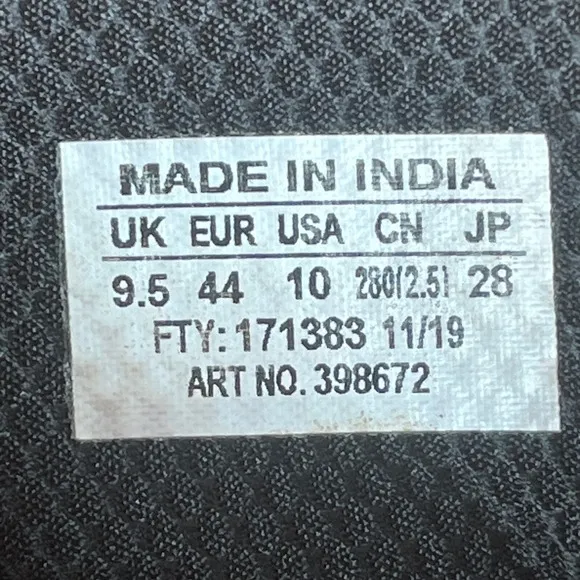 MADE IN INDIA
UK EUR USA CN JP
9.5 44 10 280(2.5) 28
FTY: 171383 11/19
ART NO. 398672